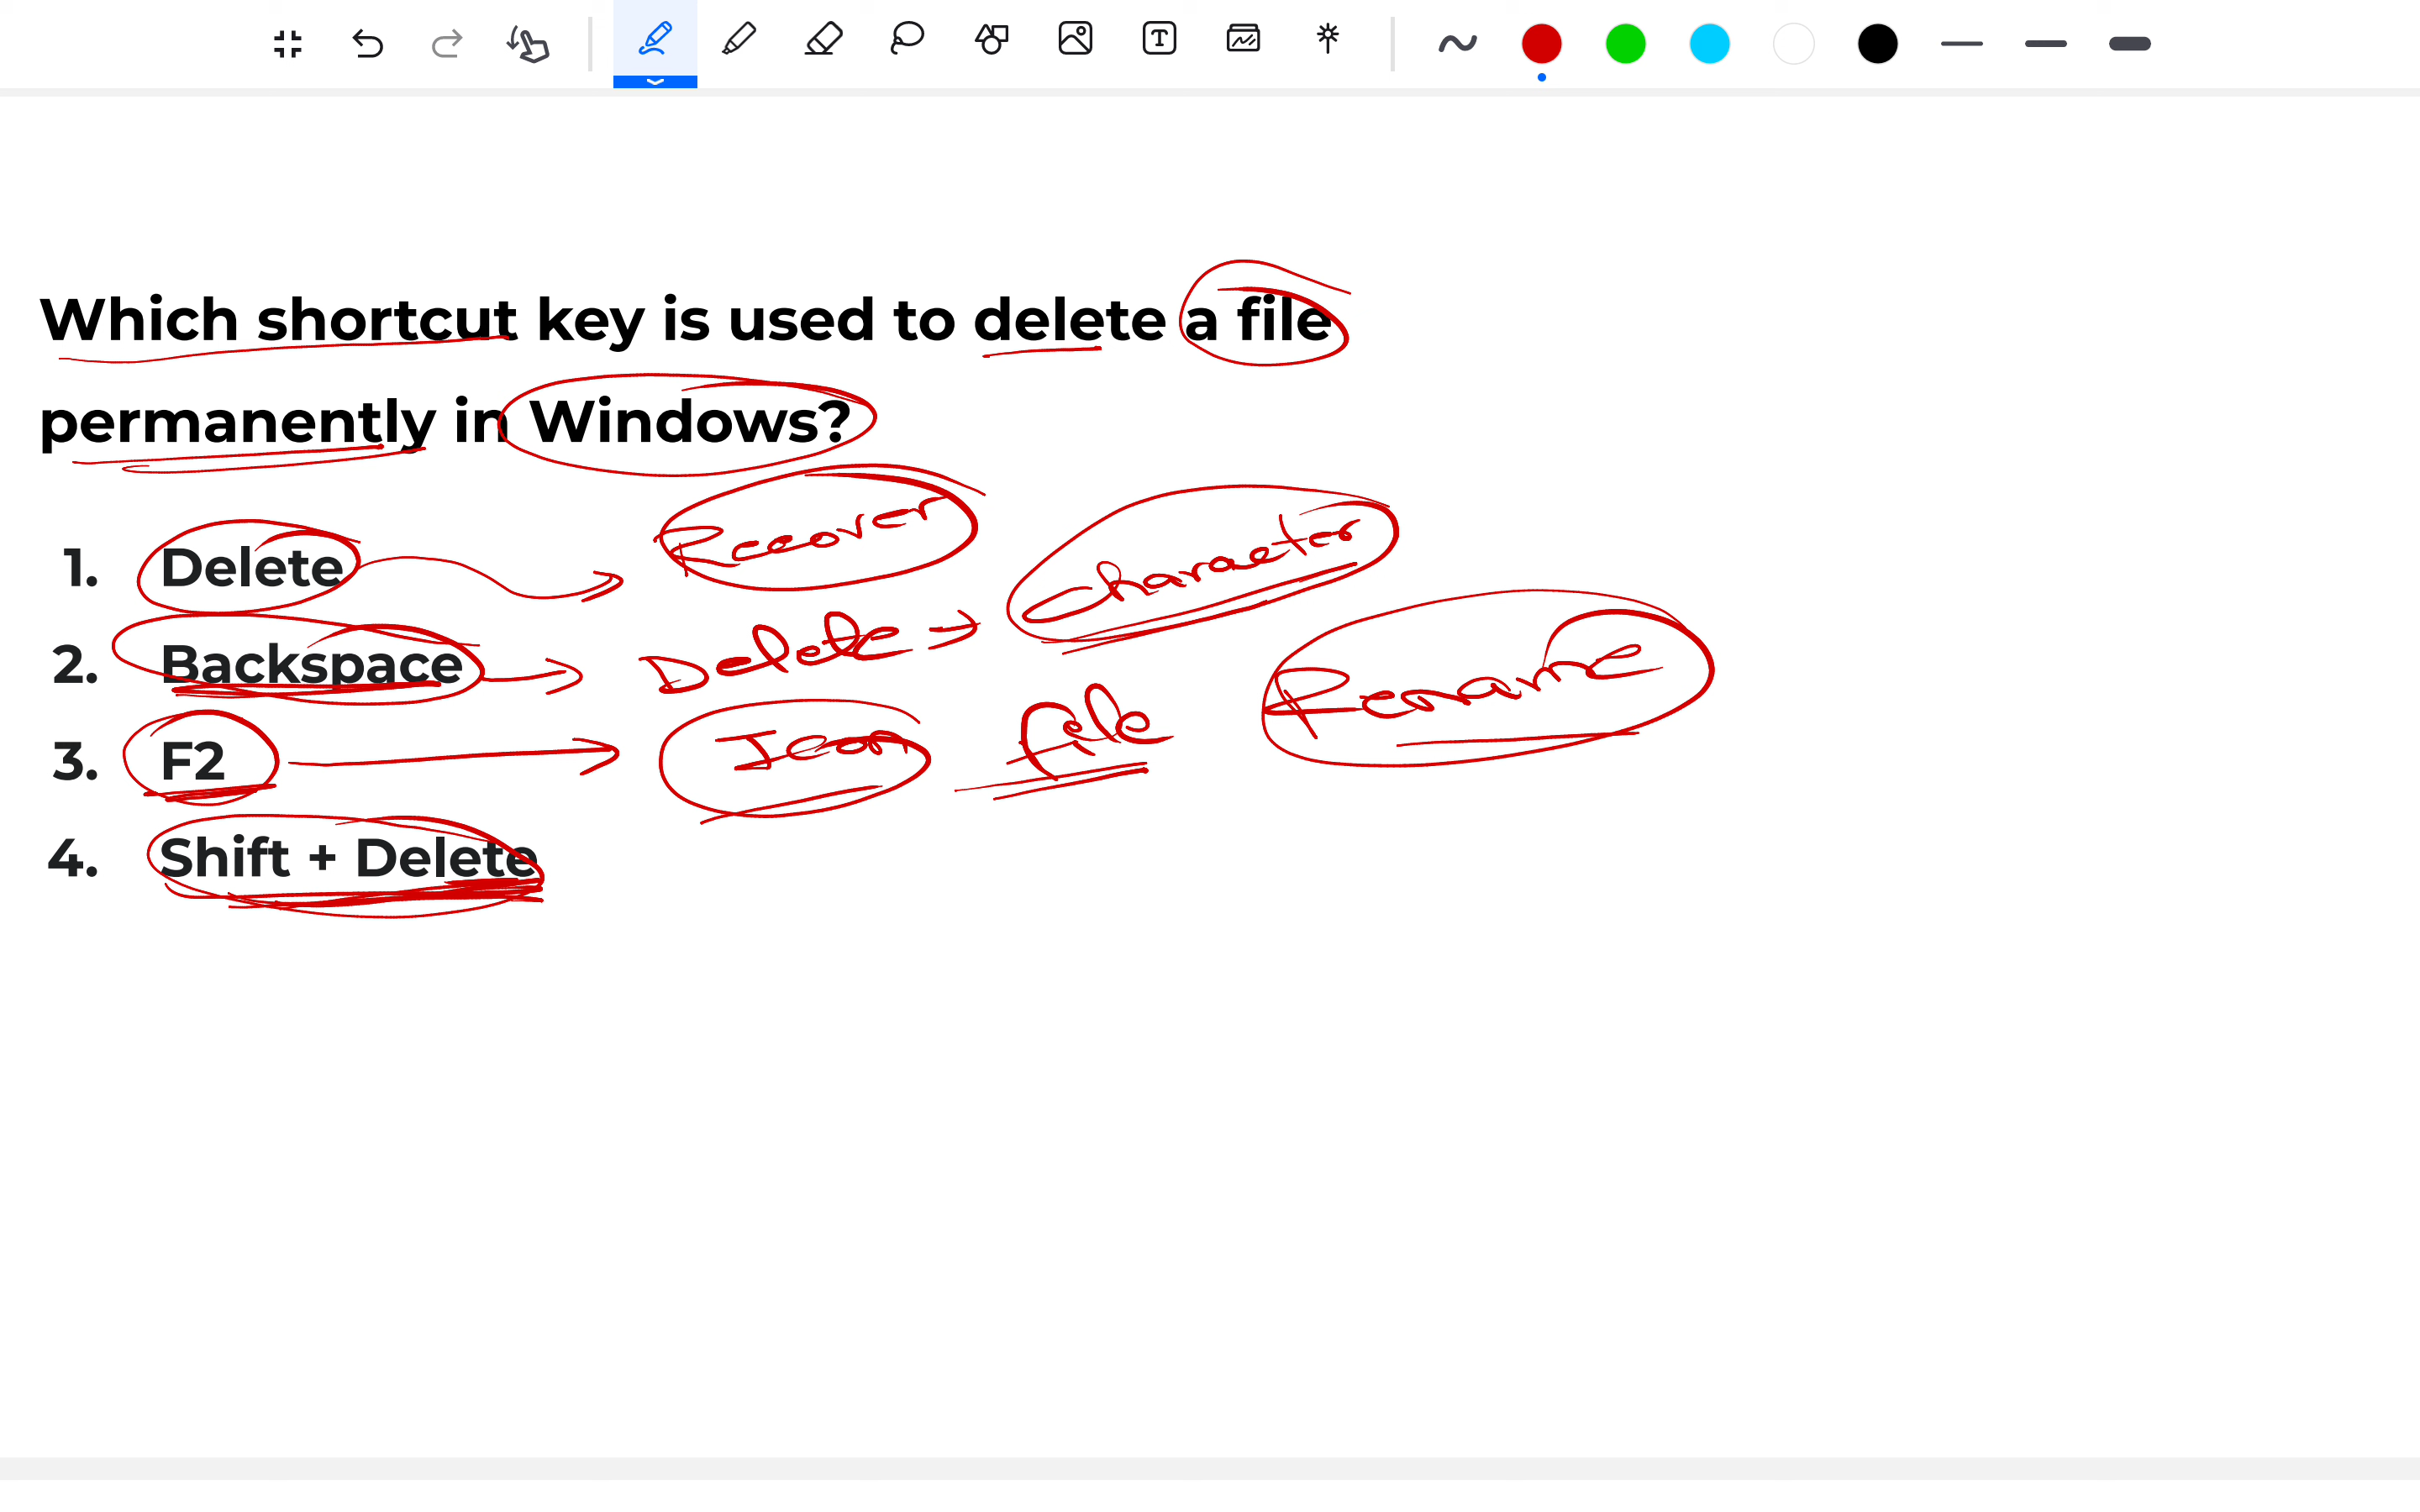 Which shortcut key is used to delete a file
permanently in Windows?
1. Delete → Recover
2. Backspace → Delete → Character
3. F2 → Icon file Rename
4. Shift + Delete